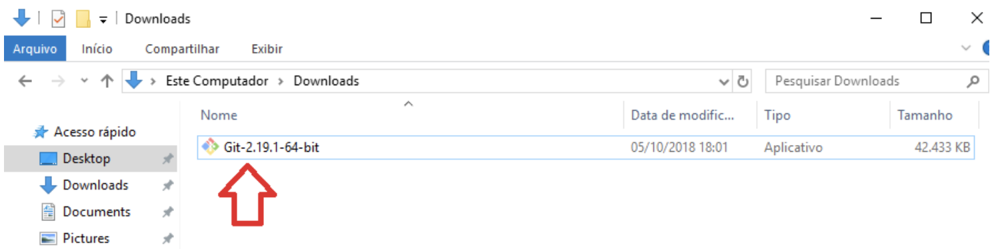 Downloads
Arquivo Início Compartilhar Exibir
Este Computador > Downloads Pesquisar Downloads
Nome Data de modific... Tipo Tamanho
Acesso rápido
Git-2.19.1-64-bit 05/10/2018 18:01 Aplicativo 42.433 KB
Desktop
Downloads
Documents
Pictures